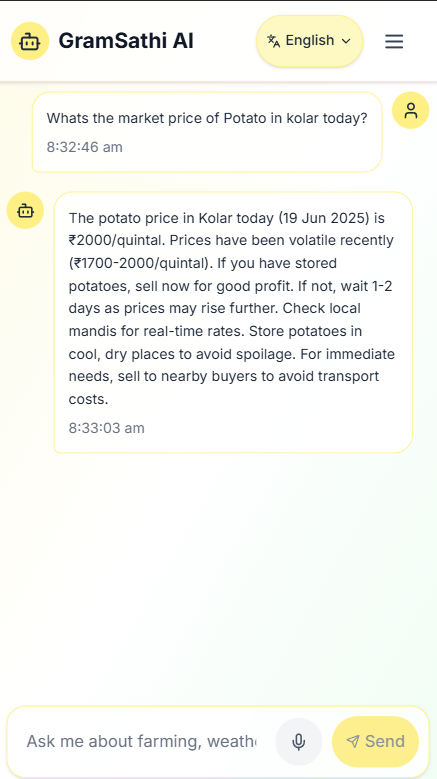 GramSathi AI
English
Whats the market price of Potato in kolar today?
8:32:46 am
The potato price in Kolar today (19 Jun 2025) is
₹2000/quintal. Prices have been volatile recently
(₹1700-2000/quintal). If you have stored
potatoes, sell now for good profit. If not, wait 1-2
days as prices may rise further. Check local
mandis for real-time rates. Store potatoes in
cool, dry places to avoid spoilage. For immediate
needs, sell to nearby buyers to avoid transport
costs.
8:33:03 am
Ask me about farming, weath
Send